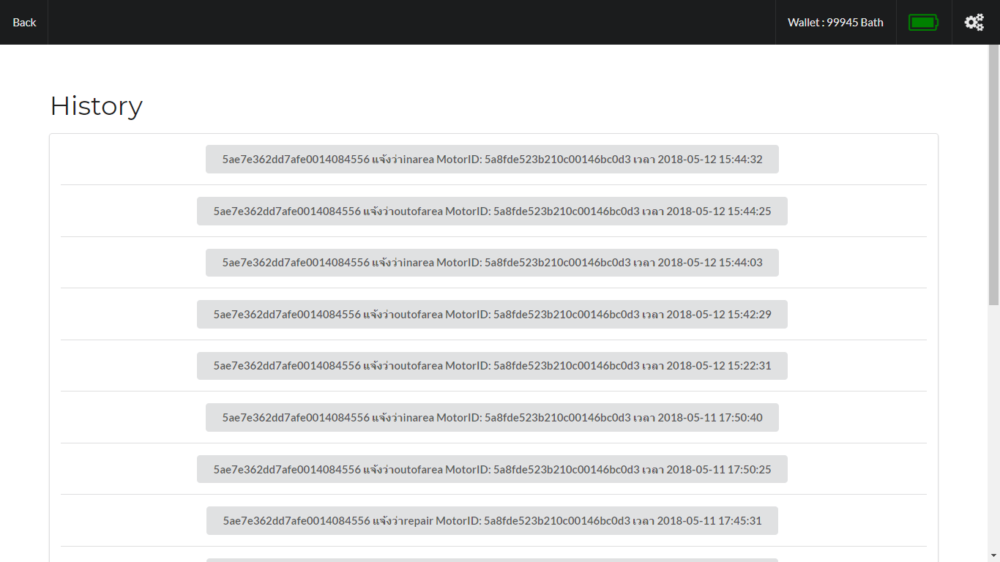 Back
Wallet : 99945 Bath
History
5ae7e362dd7afe0014084556 แจ้งว่าinarea MotorID: 5a8fde523b210c00146bc0d3 เวลา 2018-05-12 15:44:32
5ae7e362dd7afe0014084556 แจ้งว่าoutofarea MotorID: 5a8fde523b210c00146bc0d3 เวลา 2018-05-12 15:44:25
5ae7e362dd7afe0014084556 แจ้งว่าinarea MotorID: 5a8fde523b210c00146bc0d3 เวลา 2018-05-12 15:44:03
5ae7e362dd7afe0014084556 แจ้งว่าoutofarea MotorID: 5a8fde523b210c00146bc0d3 เวลา 2018-05-12 15:42:29
5ae7e362dd7afe0014084556 แจ้งว่าoutofarea MotorID: 5a8fde523b210c00146bc0d3 เวลา 2018-05-12 15:22:31
5ae7e362dd7afe0014084556 แจ้งว่าinarea MotorID: 5a8fde523b210c00146bc0d3 เวลา 2018-05-11 17:50:40
5ae7e362dd7afe0014084556 แจ้งว่าoutofarea MotorID: 5a8fde523b210c00146bc0d3 เวลา 2018-05-11 17:50:25
5ae7e362dd7afe0014084556 แจ้งว่าrepair MotorID: 5a8fde523b210c00146bc0d3 เวลา 2018-05-11 17:45:31